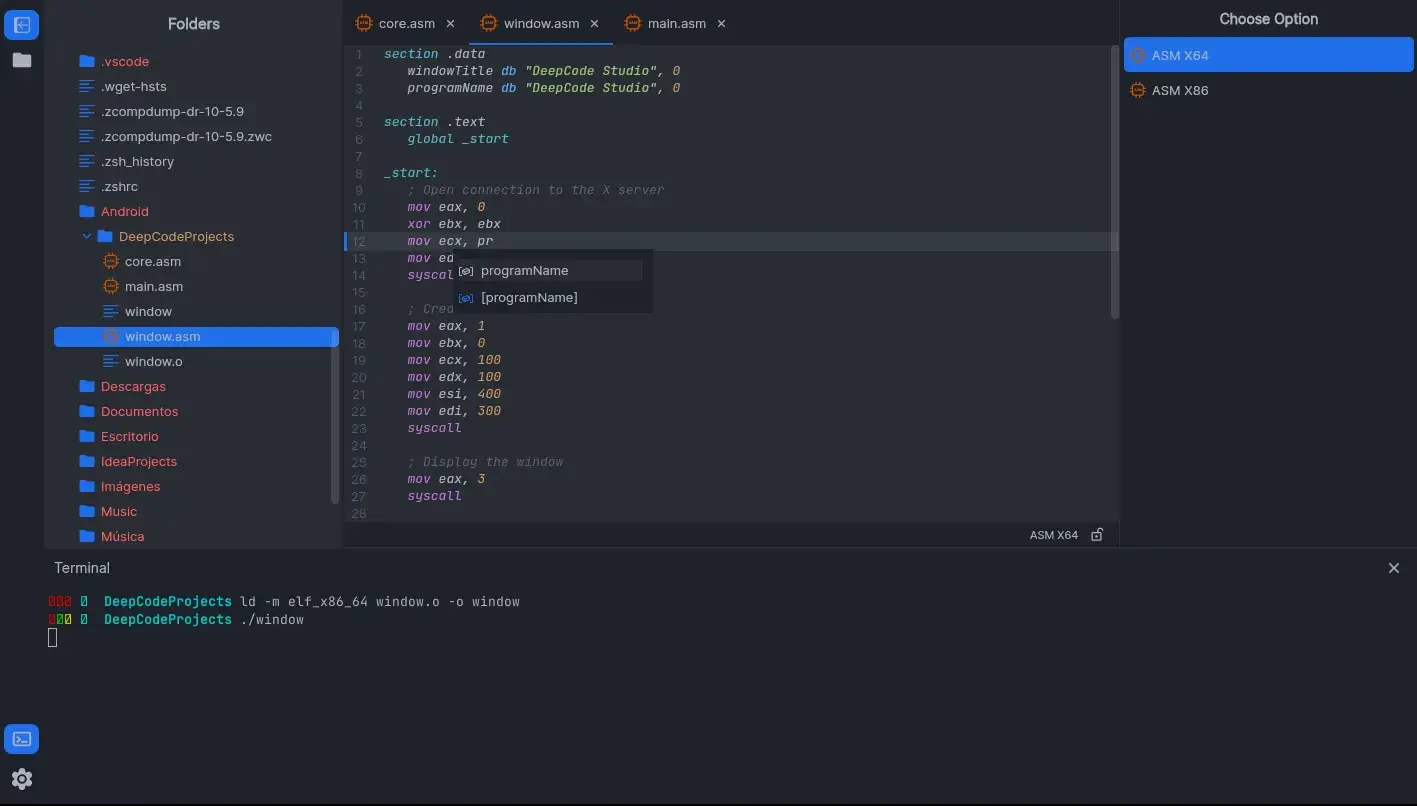 Folders
.vscode
.wget-hsts
.zcompdump-dr-10-5.9
.zcompdump-dr-10-5.9.zwc
.zsh_history
.zshrc
Android
DeepCodeProjects
core.asm
main.asm
window
window.asm
window.o
Descargas
Documentos
Escritorio
IdeaProjects
Imágenes
Music
Música
core.asm × window.asm × main.asm ×
1 section .data
2 windowTitle db "DeepCode Studio", 0
3 programName db "DeepCode Studio", 0
4
5 section .text
6 global _start
7
8 _start:
9 ; Open connection to the X server
10 mov eax, 0
11 xor ebx, ebx
12 mov ecx, pr
13 mov ed
14 syscal
15
16 ; Crea
17 mov eax, 1
18 mov ebx, 0
19 mov ecx, 100
20 mov edx, 100
21 mov esi, 400
22 mov edi, 300
23 syscall
24
25 ; Display the window
26 mov eax, 3
27 syscall
28
programName
[programName]
ASM X64
Choose Option
ASM X64
ASM X86
Terminal
DeepCodeProjects ld -m elf_x86_64 window.o -o window
DeepCodeProjects ./window